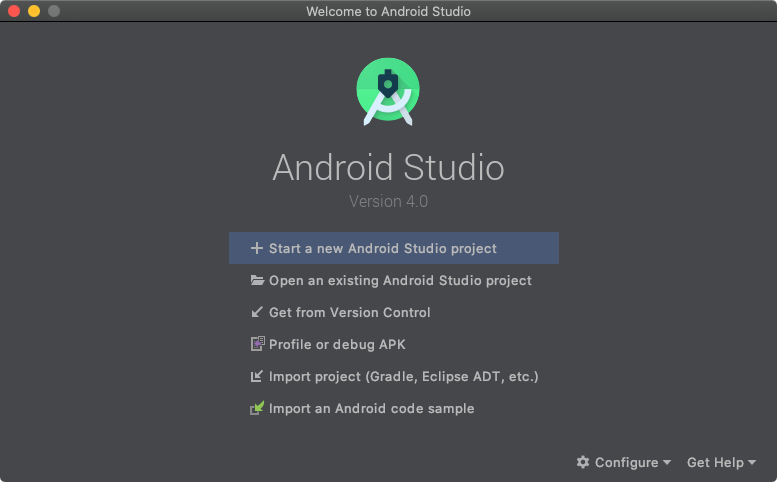 Welcome to Android Studio
Android Studio
Version 4.0
Start a new Android Studio project
Open an existing Android Studio project
Get from Version Control
Profile or debug APK
Import project (Gradle, Eclipse ADT, etc.)
Import an Android code sample
Configure Get Help